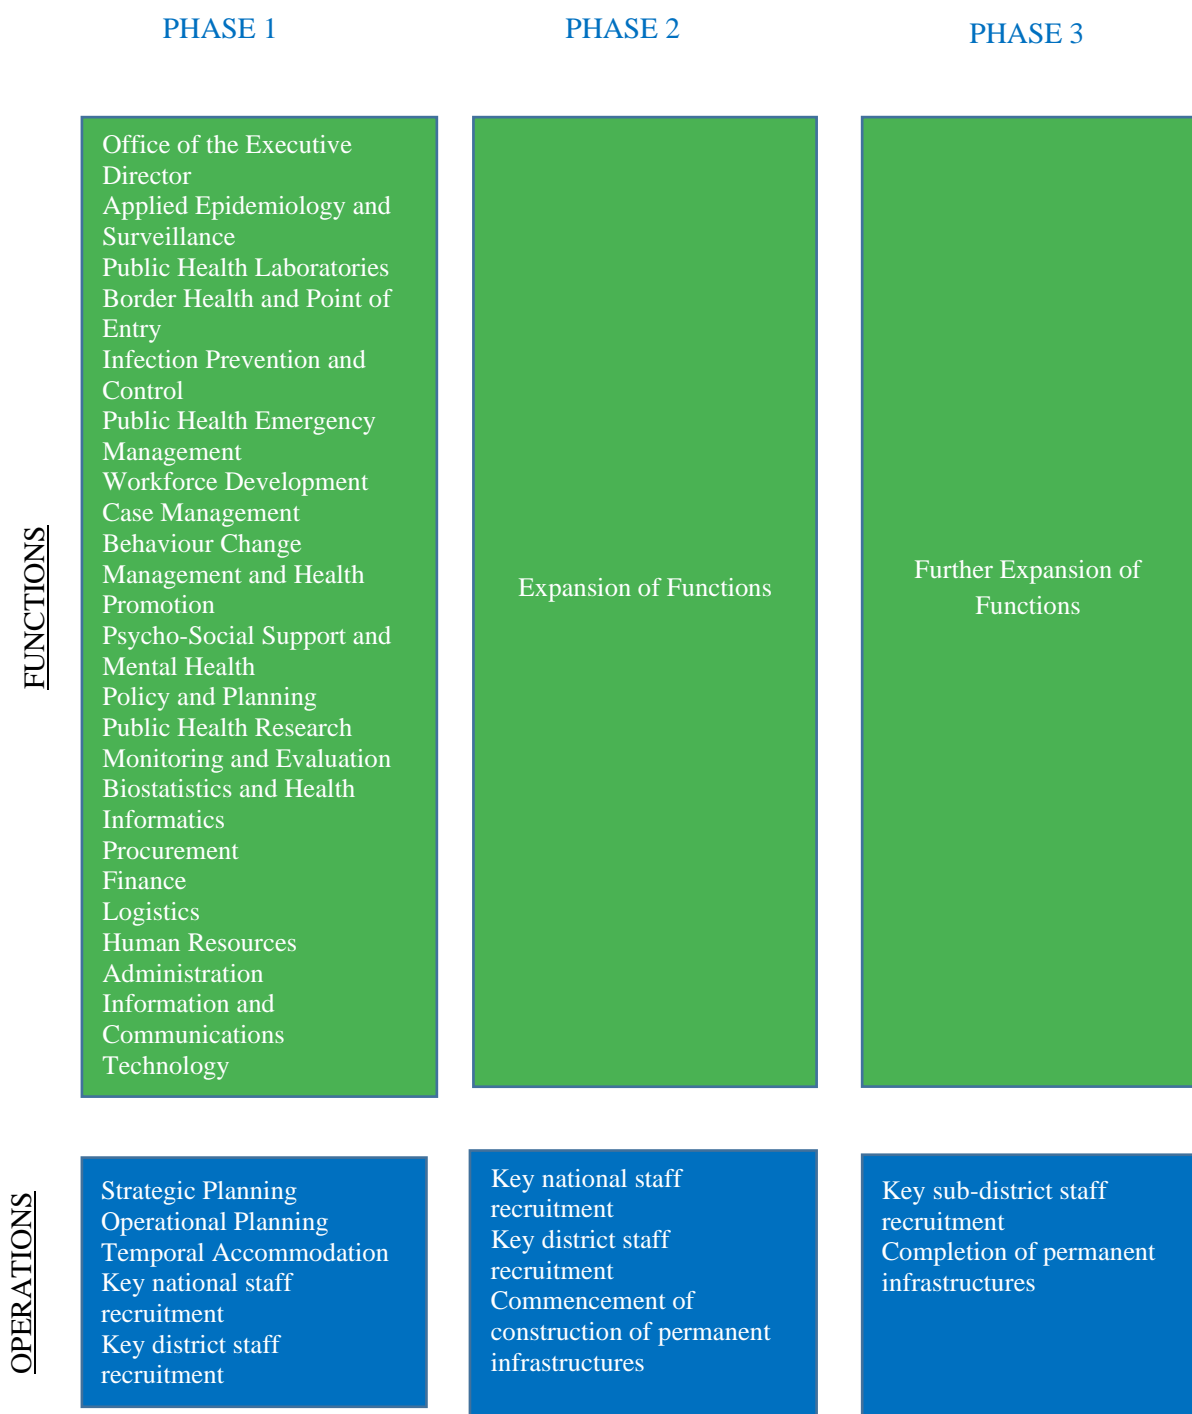 PHASE 1
PHASE 2
PHASE 3
FUNCTIONS
Office of the Executive
Director
Applied Epidemiology and
Surveillance
Public Health Laboratories
Border Health and Point of
Entry
Infection Prevention and
Control
Public Health Emergency
Management
Workforce Development
Case Management
Behaviour Change
Management and Health
Promotion
Psycho-Social Support and
Mental Health
Policy and Planning
Public Health Research
Monitoring and Evaluation
Biostatistics and Health
Informatics
Procurement
Finance
Logistics
Human Resources
Administration
Information and
Communications
Technology
Expansion of Functions
Further Expansion of
Functions
OPERATIONS
Strategic Planning
Operational Planning
Temporal Accommodation
Key national staff
recruitment
Key district staff
recruitment
Key national staff
recruitment
Key district staff
recruitment
Commencement of
construction of permanent
infrastructures
Key sub-district staff
recruitment
Completion of permanent
infrastructures